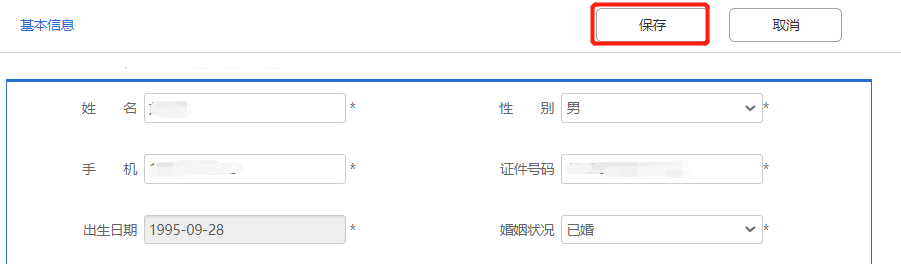 基本信息 保存 取消
姓 名 * 性 别 男 *
手 机 * 证件号码 *
出生日期 1995-09-28 * 婚姻状况 已婚 *